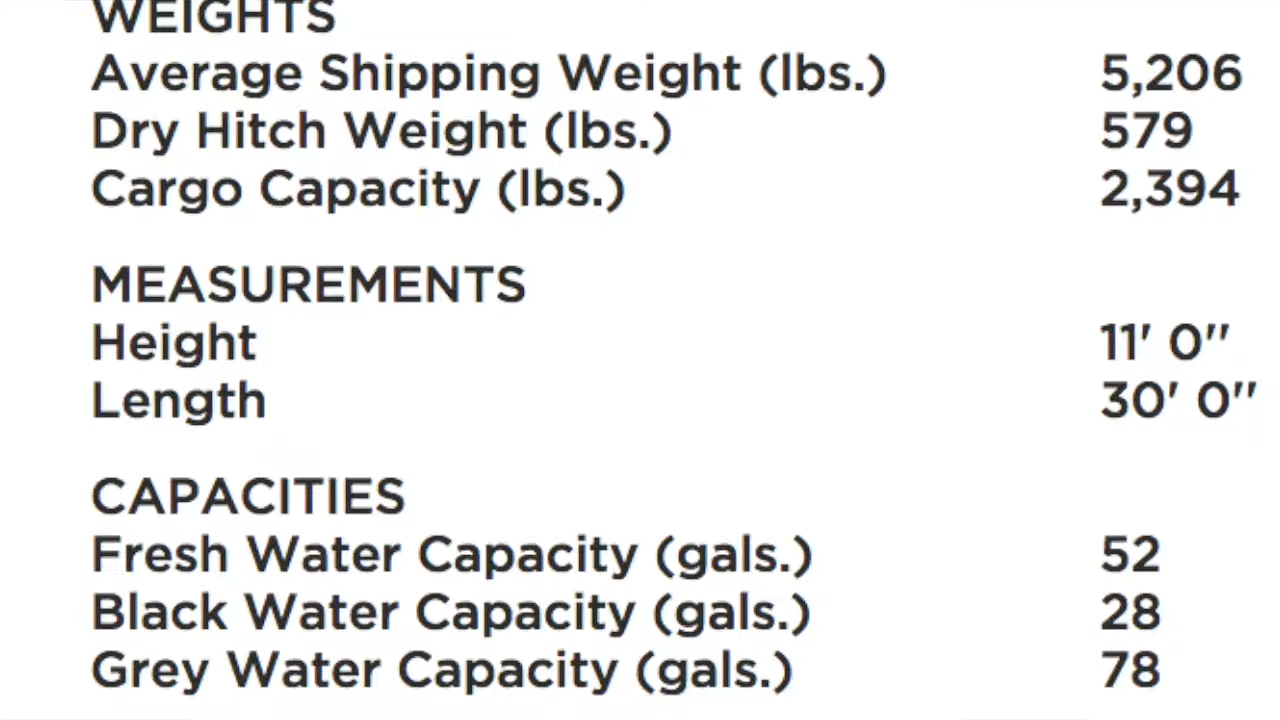 WEIGHTS
Average Shipping Weight (lbs.) 5,206
Dry Hitch Weight (lbs.) 579
Cargo Capacity (lbs.) 2,394
MEASUREMENTS
Height 11' 0"
Length 30' 0"
CAPACITIES
Fresh Water Capacity (gals.) 52
Black Water Capacity (gals.) 28
Grey Water Capacity (gals.) 78